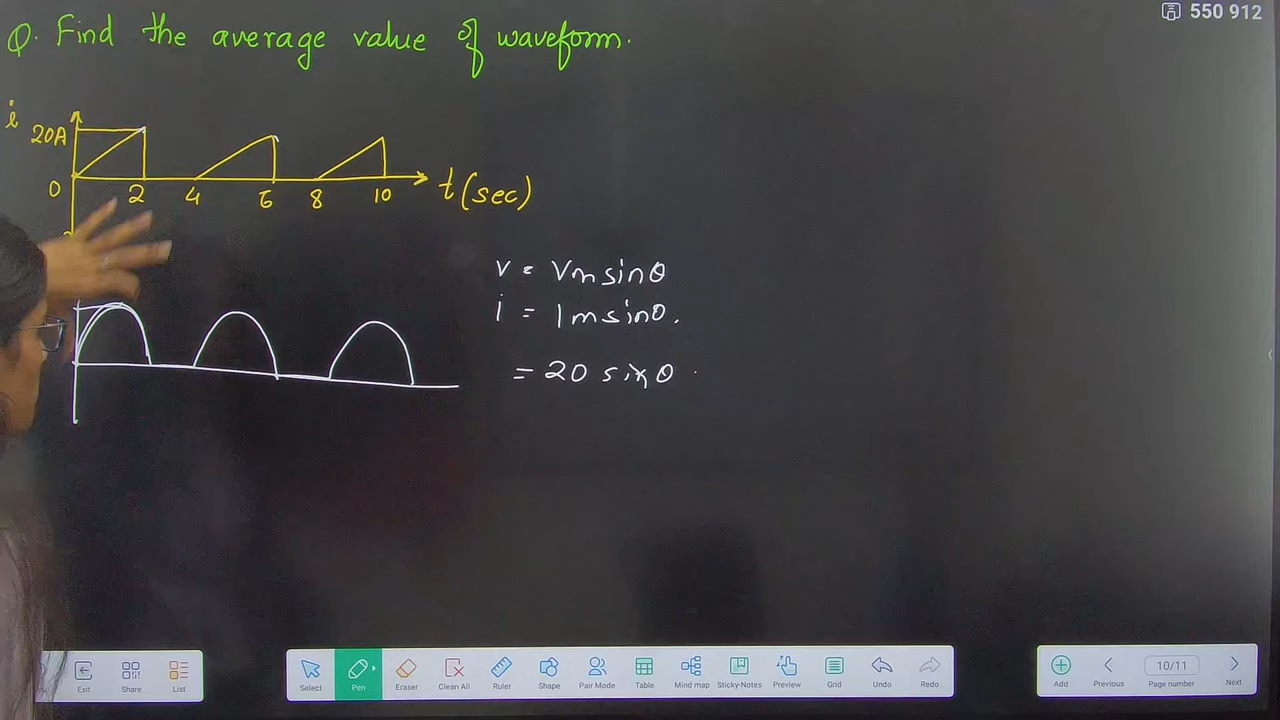 550 912
Q. Find the average value of waveform.
i
20A
0 2 4 6 8 10 t(sec)
v = Vm sinθ
i = Im sinθ.
= 20 sinθ
Exit Share List
Select Pen Eraser Clean All Ruler Shape Pair Mode Table Mind map Sticky-Notes Preview Grid Undo Redo
Add Previous 10/11 Page number Next